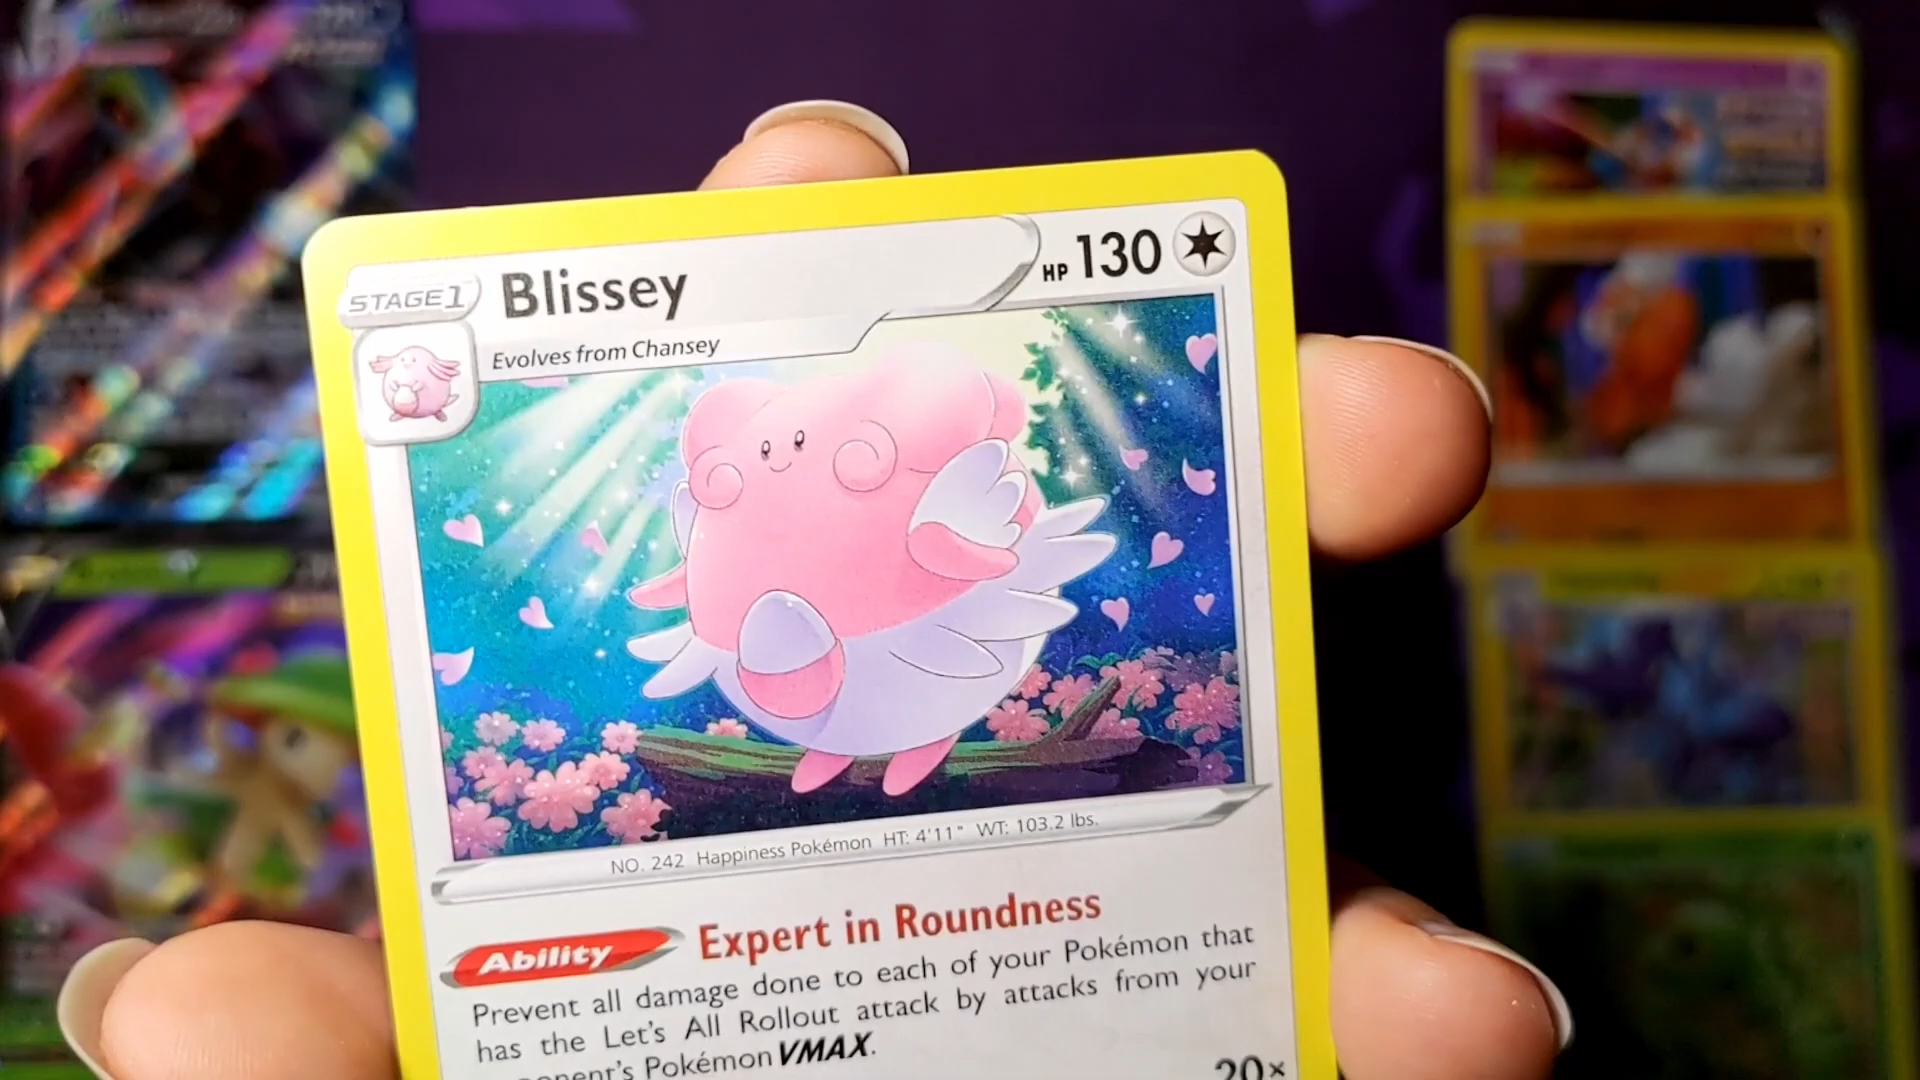 STAGE 1 Blissey HP 130
Evolves from Chansey
NO. 242 Happiness Pokémon HT: 4'11" WT: 103.2 lbs.
Ability Expert in Roundness
Prevent all damage done to each of your Pokémon that
has the Let's All Rollout attack by attacks from your
Pokémon VMAX.
20×